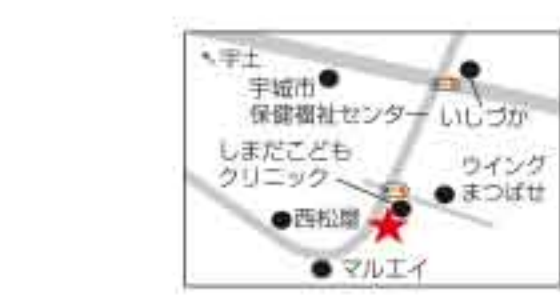 宇土
宇城市
保健福祉センター
いしづか
しまだこども
クリニック
ウイング
まつばせ
西松屋
マルエイ